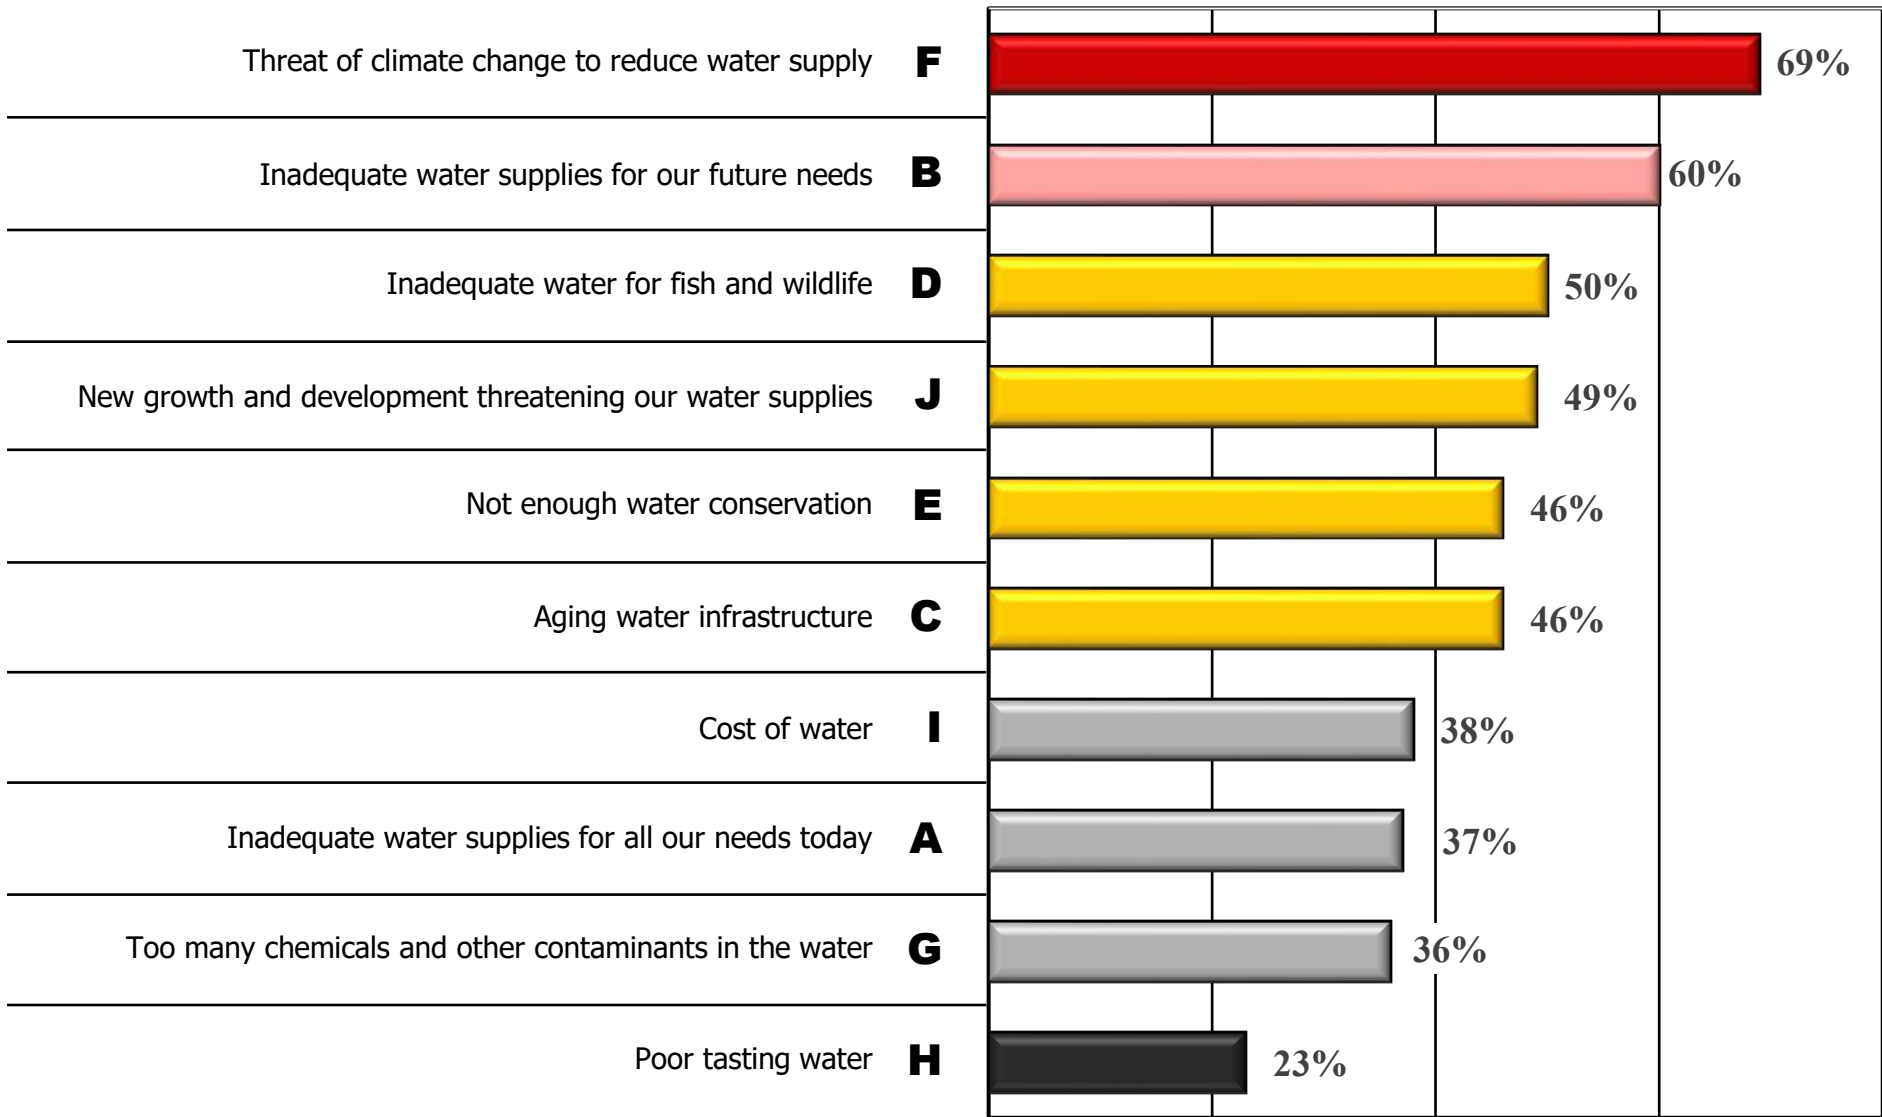 Threat of climate change to reduce water supply F 69%
Inadequate water supplies for our future needs B 60%
Inadequate water for fish and wildlife D 50%
New growth and development threatening our water supplies J 49%
Not enough water conservation E 46%
Aging water infrastructure C 46%
Cost of water I 38%
Inadequate water supplies for all our needs today A 37%
Too many chemicals and other contaminants in the water G 36%
Poor tasting water H 23%